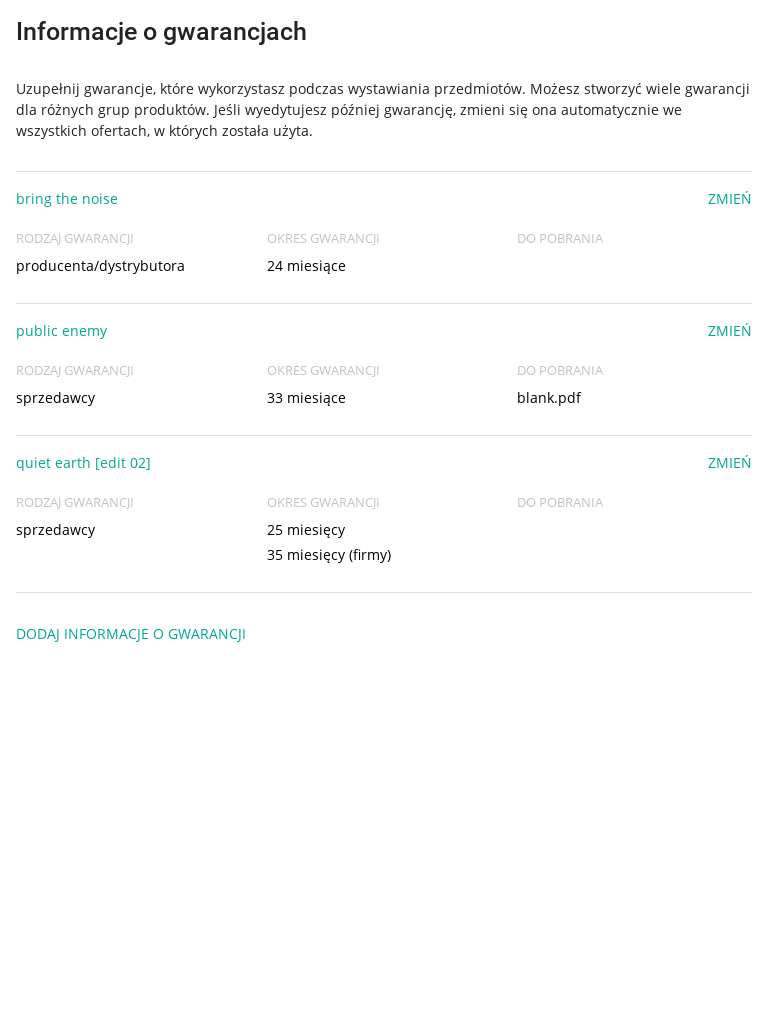 Informacje o gwarancjach
Uzupełnij gwarancje, które wykorzystasz podczas wystawiania przedmiotów. Możesz stworzyć wiele gwarancji
dla różnych grup produktów. Jeśli wyedytujesz później gwarancję, zmieni się ona automatycznie we
wszystkich ofertach, w których została użyta.
bring the noise ZMIEŃ
RODZAJ GWARANCJI OKRES GWARANCJI DO POBRANIA
producenta/dystrybutora 24 miesiące
public enemy ZMIEŃ
RODZAJ GWARANCJI OKRES GWARANCJI DO POBRANIA
sprzedawcy 33 miesiące blank.pdf
quiet earth [edit 02] ZMIEŃ
RODZAJ GWARANCJI OKRES GWARANCJI DO POBRANIA
sprzedawcy 25 miesięcy
35 miesięcy (firmy)
DODAJ INFORMACJE O GWARANCJI